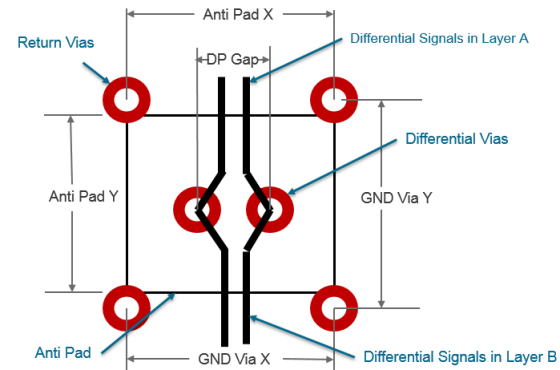 Anti Pad X
Return Vias
Differential Signals in Layer A
DP Gap
Differential Vias
Anti Pad Y
GND Via Y
Anti Pad
GND Via X
Differential Signals in Layer B